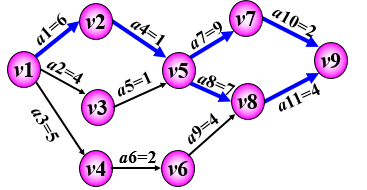 v1
a1=6
v2
a4=1
a2=4
v3
a5=1
a3=5
v4
a6=2
v6
v5
a7=9
v7
a10=2
a8=7
v8
a9=4
a11=4
v9